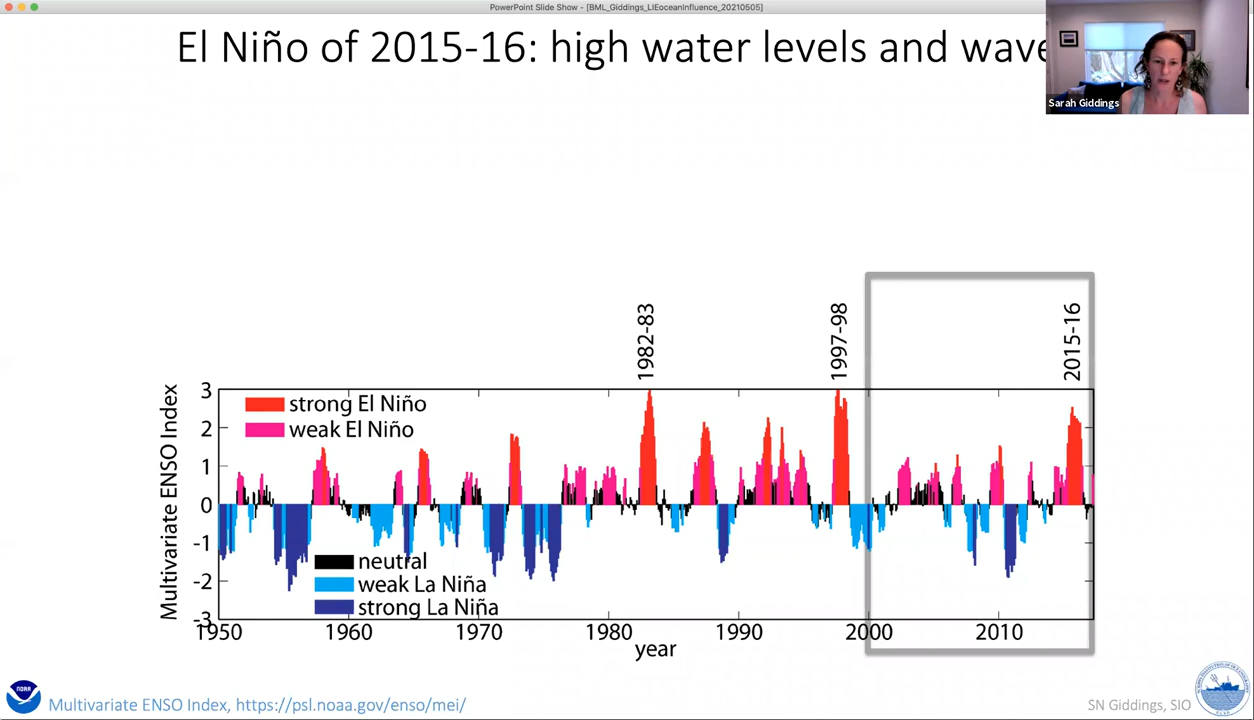 PowerPoint Slide Show - [BML_Giddings_LIEoceanInfluence_20210505]
El Niño of 2015-16: high water levels and wave
Sarah Giddings
1982-83
1997-98
2015-16
Multivariate ENSO Index
3
2
1
0
-1
-2
-3
strong El Niño
weak El Niño
neutral
weak La Niña
strong La Niña
1950
1960
1970
1980
1990
2000
2010
year
NOAA
Multivariate ENSO Index, https://psl.noaa.gov/enso/mei/
SN Giddings, SIO